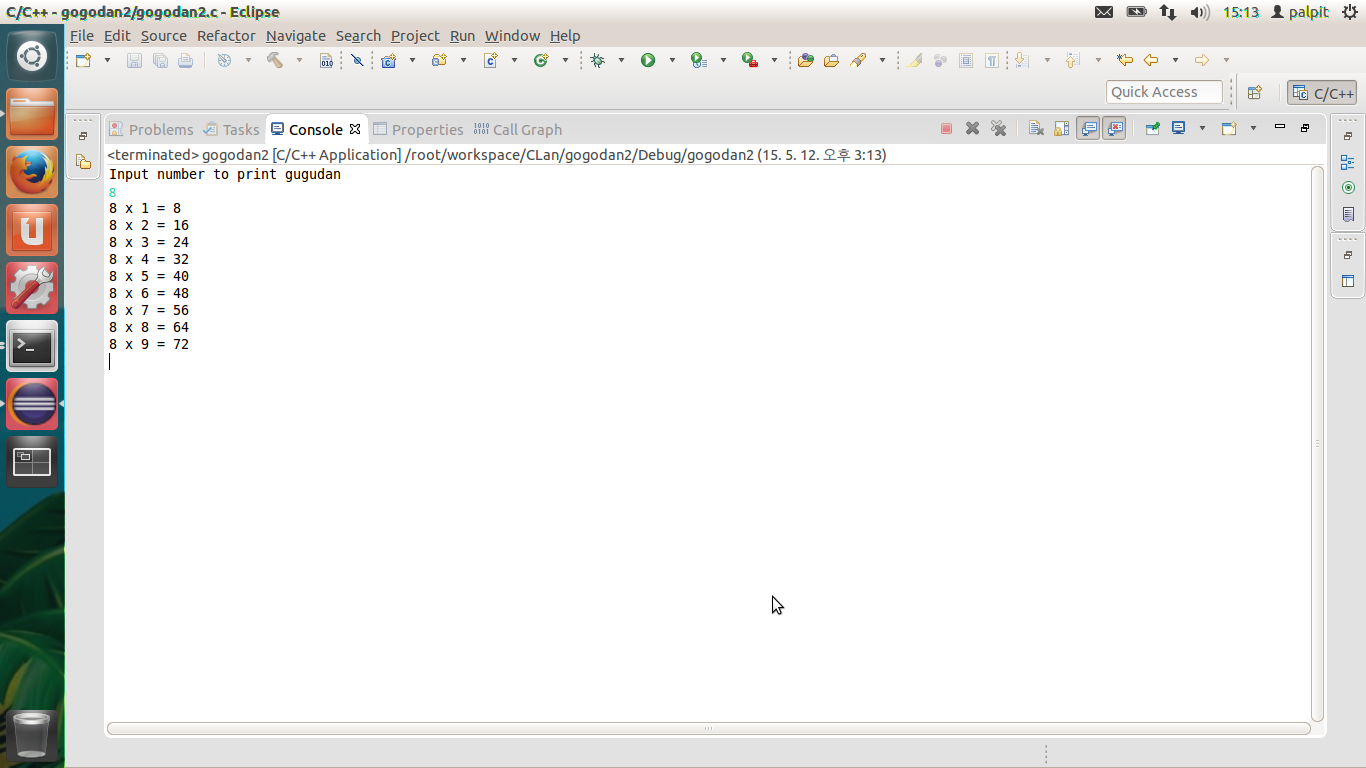 C/C++ - gogodan2/gogodan2.c - Eclipse
15:13 palpit
File Edit Source Refactor Navigate Search Project Run Window Help
Quick Access
C/C++
Problems Tasks Console Properties Call Graph
<terminated> gogodan2 [C/C++ Application] /root/workspace/CLan/gogodan2/Debug/gogodan2 (15. 5. 12. 오후 3:13)
Input number to print gugudan
8
8 x 1 = 8
8 x 2 = 16
8 x 3 = 24
8 x 4 = 32
8 x 5 = 40
8 x 6 = 48
8 x 7 = 56
8 x 8 = 64
8 x 9 = 72